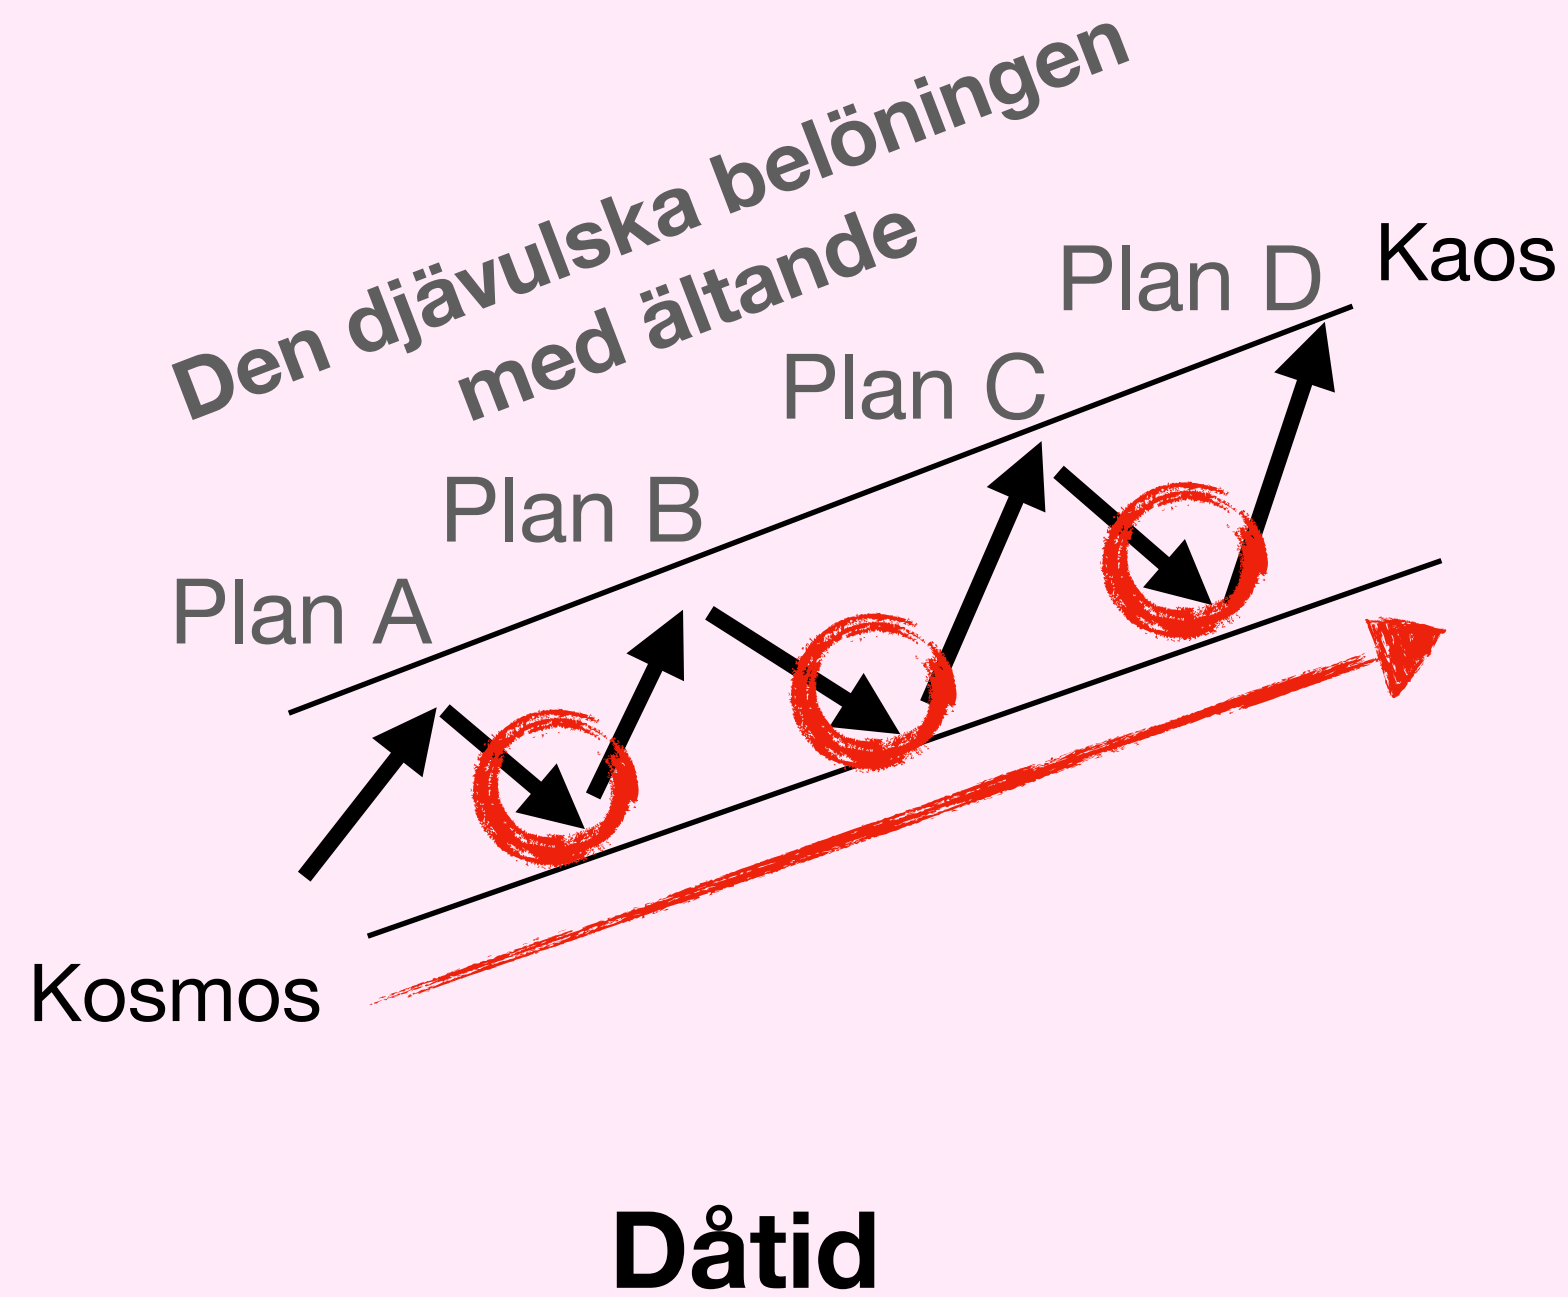 Den djävulska belöningen
med ältande
Kaos
Plan D
Plan C
Plan B
Plan A
Kosmos
Dåtid